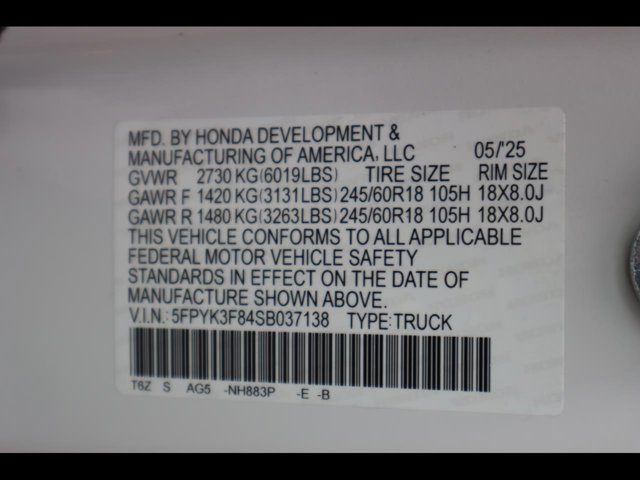 MFD. BY HONDA DEVELOPMENT &
MANUFACTURING OF AMERICA, LLC 05/'25
GVWR 2730 KG(6019LBS) TIRE SIZE RIM SIZE
GAWR F 1420 KG(3131LBS) 245/60R18 105H 18X8.0J
GAWR R 1480 KG(3263LBS) 245/60R18 105H 18X8.0J
THIS VEHICLE CONFORMS TO ALL APPLICABLE
FEDERAL MOTOR VEHICLE SAFETY
STANDARDS IN EFFECT ON THE DATE OF
MANUFACTURE SHOWN ABOVE.
V.I.N.: 5FPYK3F84SB037138 TYPE:TRUCK
T6Z S AG5 -NH883P -E -B